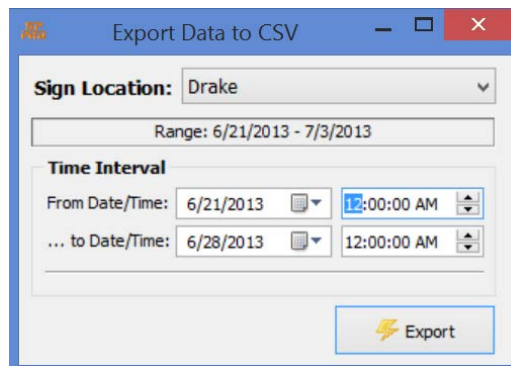 Export Data to CSV
Sign Location: Drake
Range: 6/21/2013 - 7/3/2013
Time Interval
From Date/Time: 6/21/2013 12:00:00 AM
... to Date/Time: 6/28/2013 12:00:00 AM
Export